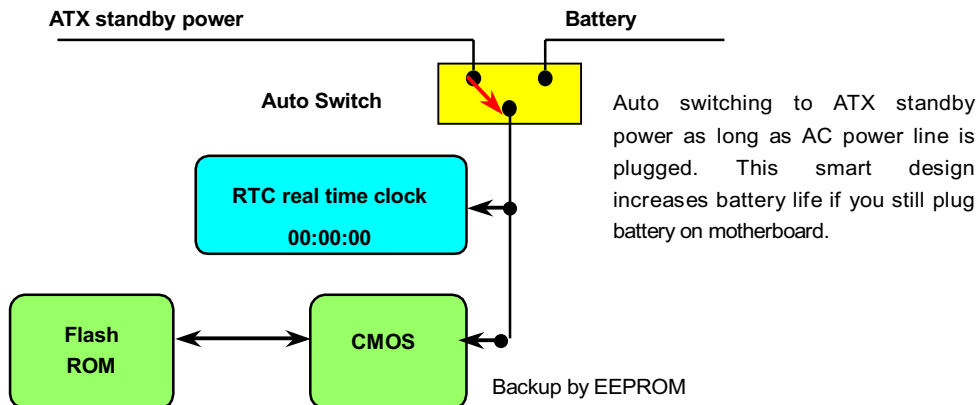 ATX standby power
Battery
Auto Switch
Auto switching to ATX standby
power as long as AC power line is
plugged. This smart design
increases battery life if you still plug
battery on motherboard.
RTC real time clock
00:00:00
Flash
ROM
CMOS
Backup by EEPROM